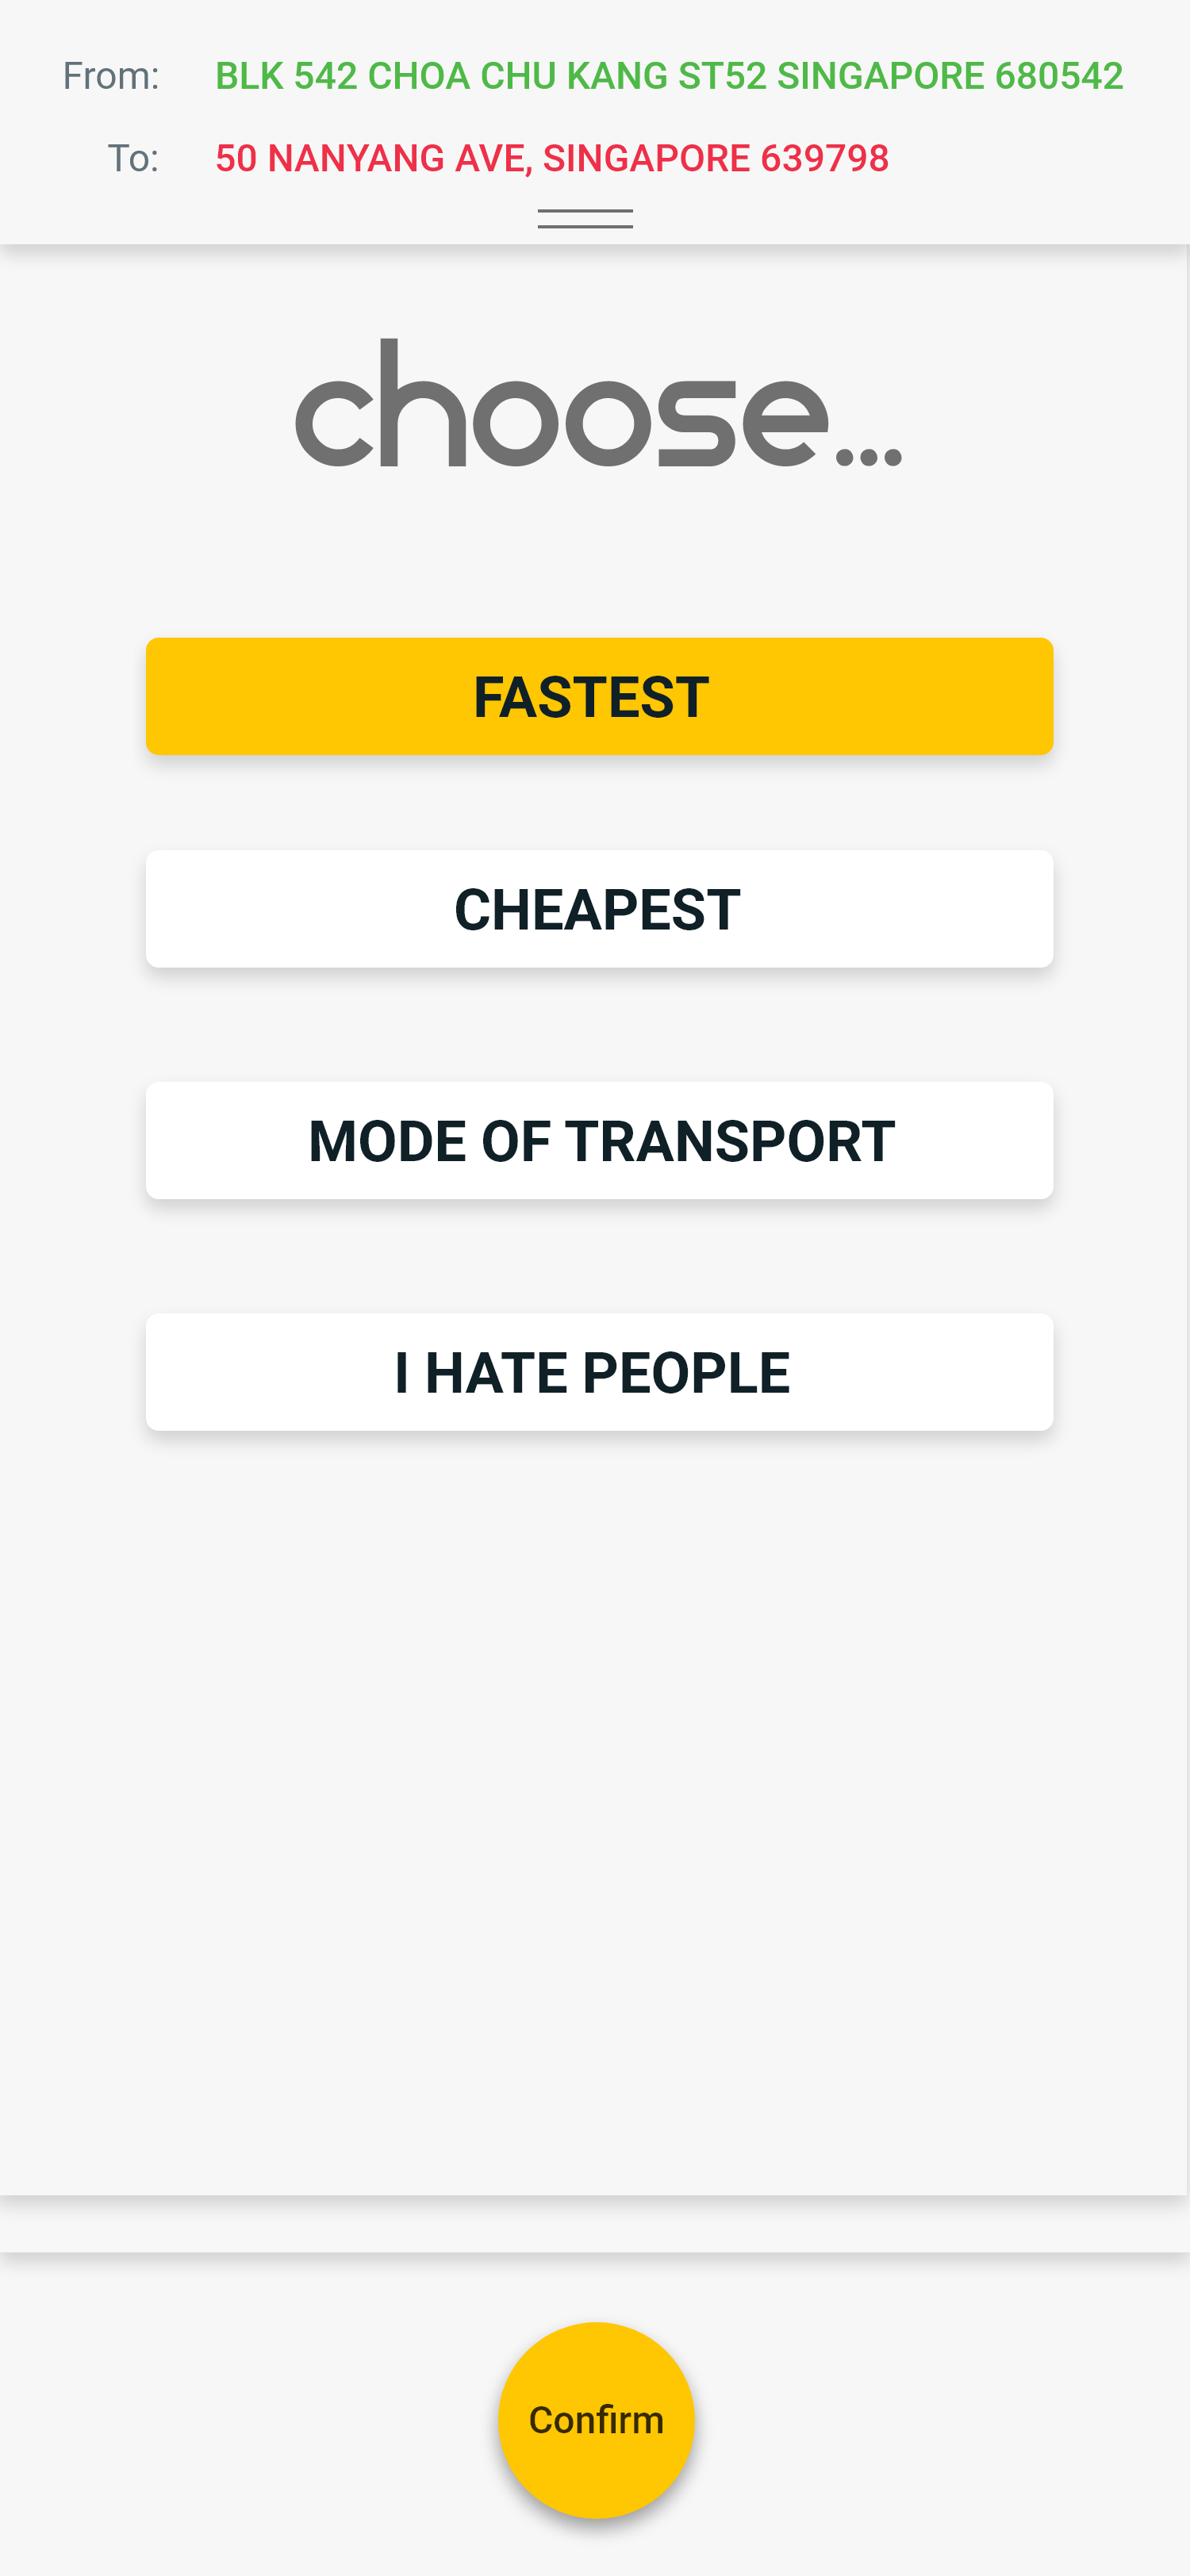 From: BLK 542 CHOA CHU KANG ST52 SINGAPORE 680542
To: 50 NANYANG AVE, SINGAPORE 639798
choose...
FASTEST
CHEAPEST
MODE OF TRANSPORT
I HATE PEOPLE
Confirm